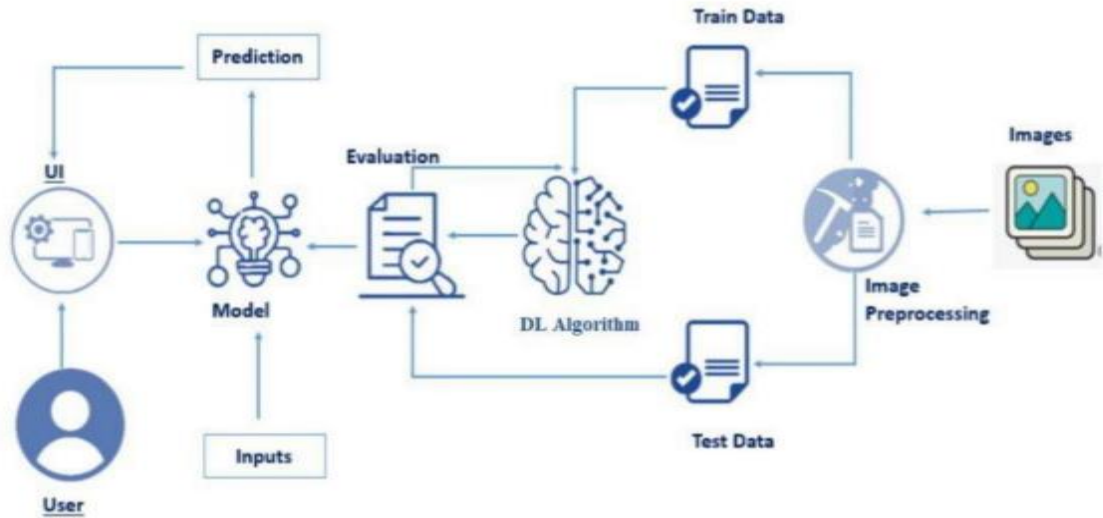 Train Data
Prediction
Images
Evaluation
UI
Image
Preprocessing
Model
DL Algorithm
Test Data
Inputs
User